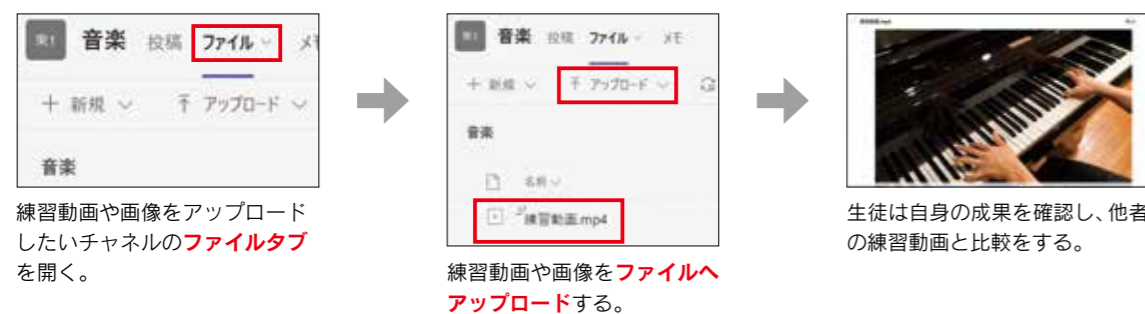 音楽 投稿 ファイル
+ 新規 アップロード
音楽
練習動画や画像をアップロード
したいチャネルのファイルタブ
を開く。
音楽 投稿 ファイル メモ
+ 新規 アップロード
音楽
名前
練習動画.mp4
練習動画や画像をファイルへ
アップロードする。
生徒は自身の成果を確認し、他者
の練習動画と比較をする。